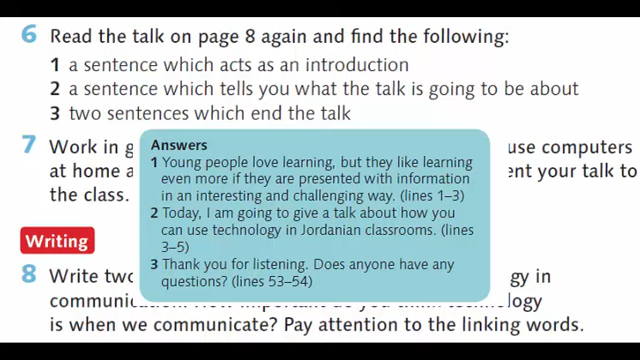 6 Read the talk on page 8 again and find the following:
1 a sentence which acts as an introduction
2 a sentence which tells you what the talk is going to be about
3 two sentences which end the talk
7 Work in g
use computers
at home a
ent your talk to
the class.
Answers
1 Young people love learning, but they like learning
even more if they are presented with information
in an interesting and challenging way. (lines 1–3)
2 Today, I am going to give a talk about how you
can use technology in Jordanian classrooms. (lines
3–5)
3 Thank you for listening. Does anyone have any
questions? (lines 53–54)
Writing
8 Write two
gy in
is when we communicate? Pay attention to the linking words.